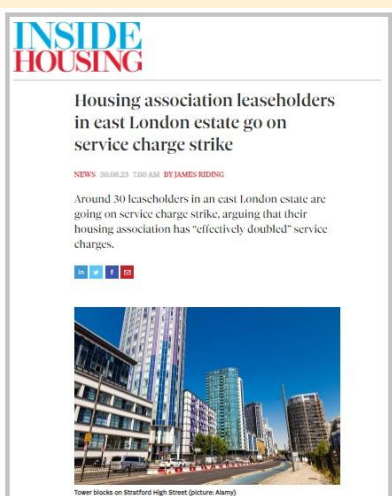 INSIDE
HOUSING
Housing association leaseholders
in east London estate go on
service charge strike
NEWS 30.08.23 7:00 AM BY JAMES RIDING
Around 30 leaseholders in an east London estate are
going on service charge strike, arguing that their
housing association has “effectively doubled” service
charges.
in
f
Tower blocks on Stratford High Street (picture: Alamy)